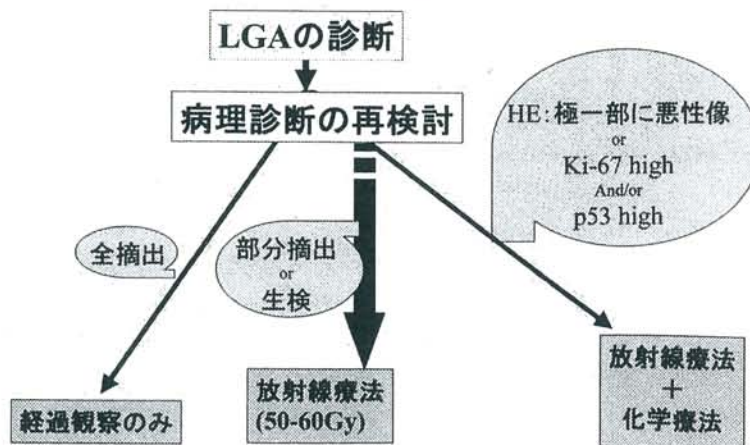 LGAの診断
病理診断の再検討
HE:極一部に悪性像
or
Ki-67 high
And/or
p53 high
全摘出
部分摘出
or
生検
経過観察のみ
放射線療法
(50-60Gy)
放射線療法
＋
化学療法